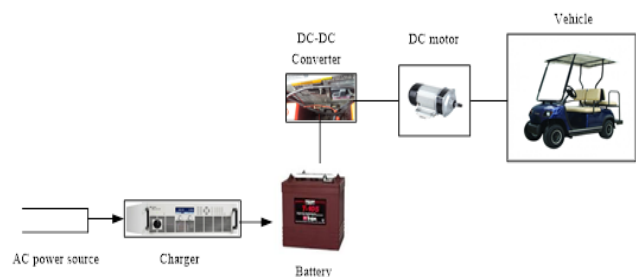 Vehicle
DC-DC
Converter
DC motor
AC power source
Charger
Battery